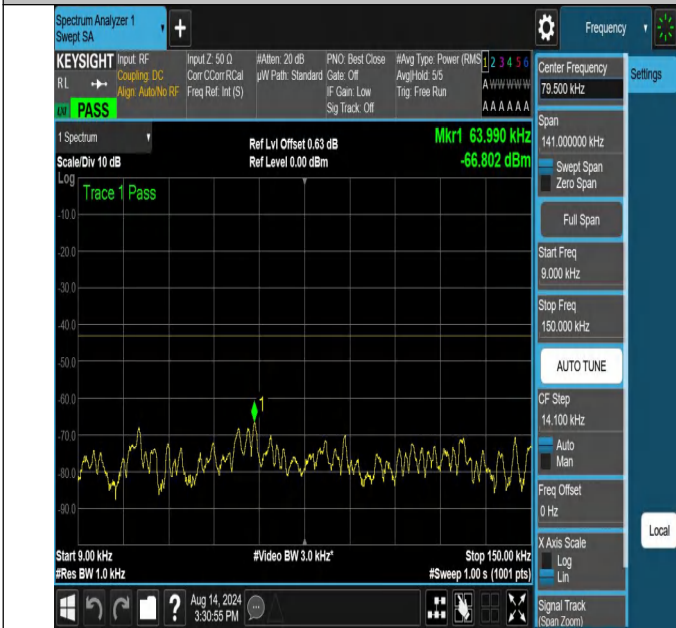 Spectrum Analyzer 1
Swept SA
+
Frequency
KEYSIGHT
RL
PASS
Input: RF
Coupling: DC
Align: Auto/No RF
Input Z: 50 Ω
Corr CCorr RCal
Freq Ref: Int (S)
#Atten: 20 dB
µW Path: Standard
PNO: Best Close
Gate: Off
IF Gain: Low
Sig Track: Off
#Avg Type: Power (RMS
Avg|Hold: 5/5
Trig: Free Run
1 2 3 4 5 6
A W W W W W
A A A A A A
1 Spectrum
Scale/Div 10 dB
Log
Ref Lvl Offset 0.63 dB
Ref Level 0.00 dBm
Mkr1 63.990 kHz
-66.802 dBm
Trace 1 Pass
-10.0
-20.0
-30.0
-40.0
-50.0
-60.0
-70.0
-80.0
-90.0
1
Start 9.00 kHz
#Res BW 1.0 kHz
#Video BW 3.0 kHz*
Stop 150.00 kHz
#Sweep 1.00 s (1001 pts)
Center Frequency
79.500 kHz
Span
141.000000 kHz
Swept Span
Zero Span
Full Span
Start Freq
9.000 kHz
Stop Freq
150.000 kHz
AUTO TUNE
CF Step
14.100 kHz
Auto
Man
Freq Offset
0 Hz
X Axis Scale
Log
Lin
Signal Track
(Span Zoom)
Settings
Local
?
Aug 14, 2024
3:30:55 PM